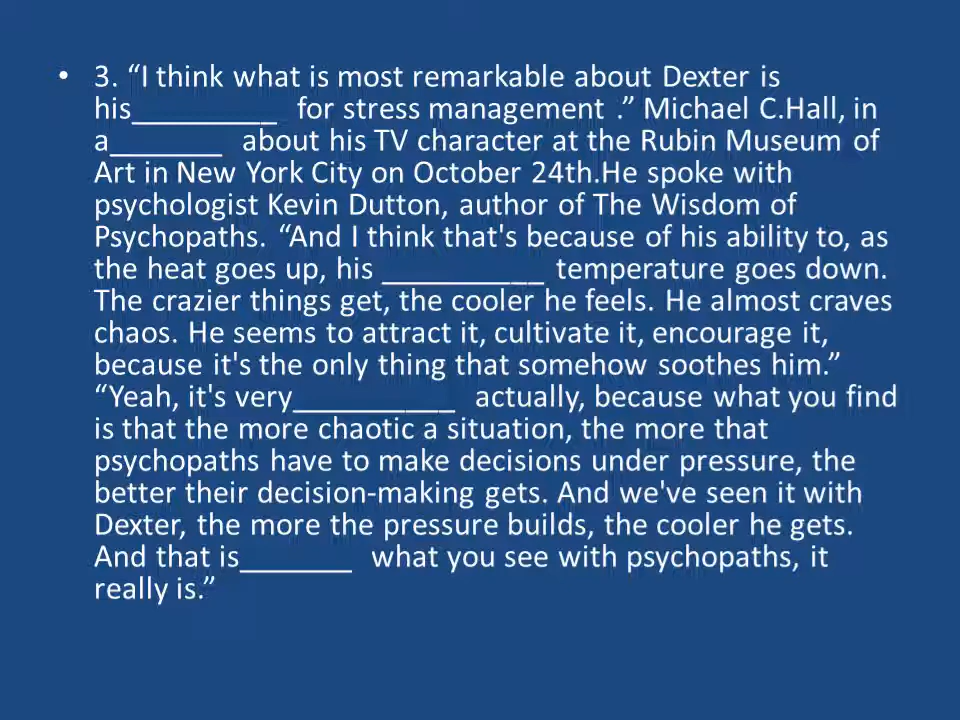 • 3. “I think what is most remarkable about Dexter is
his_________ for stress management .” Michael C.Hall, in
a_______ about his TV character at the Rubin Museum of
Art in New York City on October 24th.He spoke with
psychologist Kevin Dutton, author of The Wisdom of
Psychopaths. “And I think that's because of his ability to, as
the heat goes up, his __________ temperature goes down.
The crazier things get, the cooler he feels. He almost craves
chaos. He seems to attract it, cultivate it, encourage it,
because it's the only thing that somehow soothes him.”
“Yeah, it's very__________ actually, because what you find
is that the more chaotic a situation, the more that
psychopaths have to make decisions under pressure, the
better their decision-making gets. And we've seen it with
Dexter, the more the pressure builds, the cooler he gets.
And that is_______ what you see with psychopaths, it
really is.”